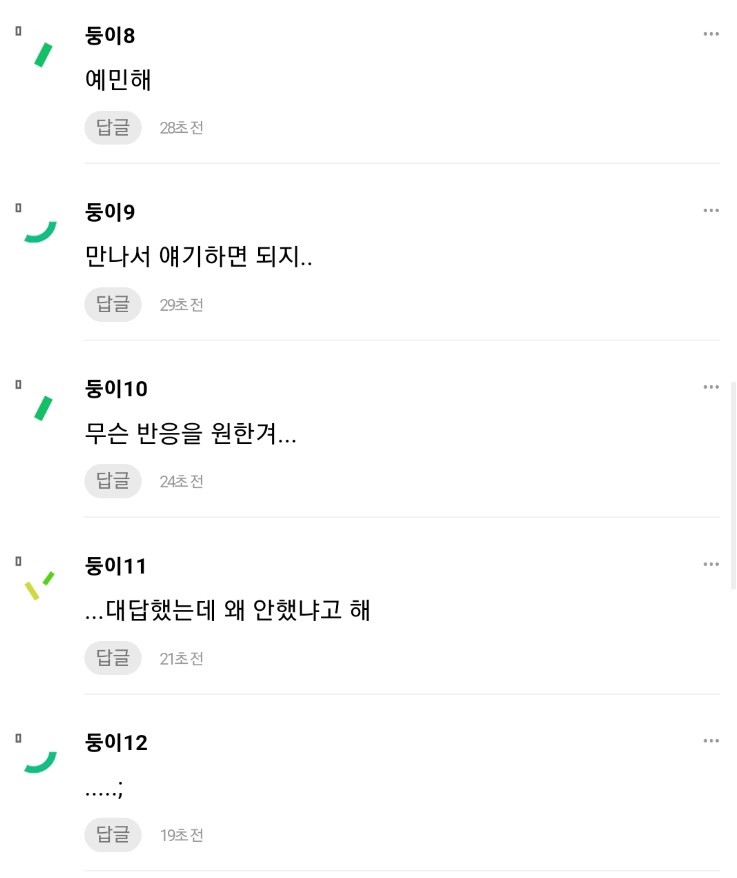 둥이8
예민해
답글 28초전
둥이9
만나서 얘기하면 되지..
답글 29초전
둥이10
무슨 반응을 원한겨...
답글 24초전
둥이11
...대답했는데 왜 안했냐고 해
답글 21초전
둥이12
.....;
답글 19초전